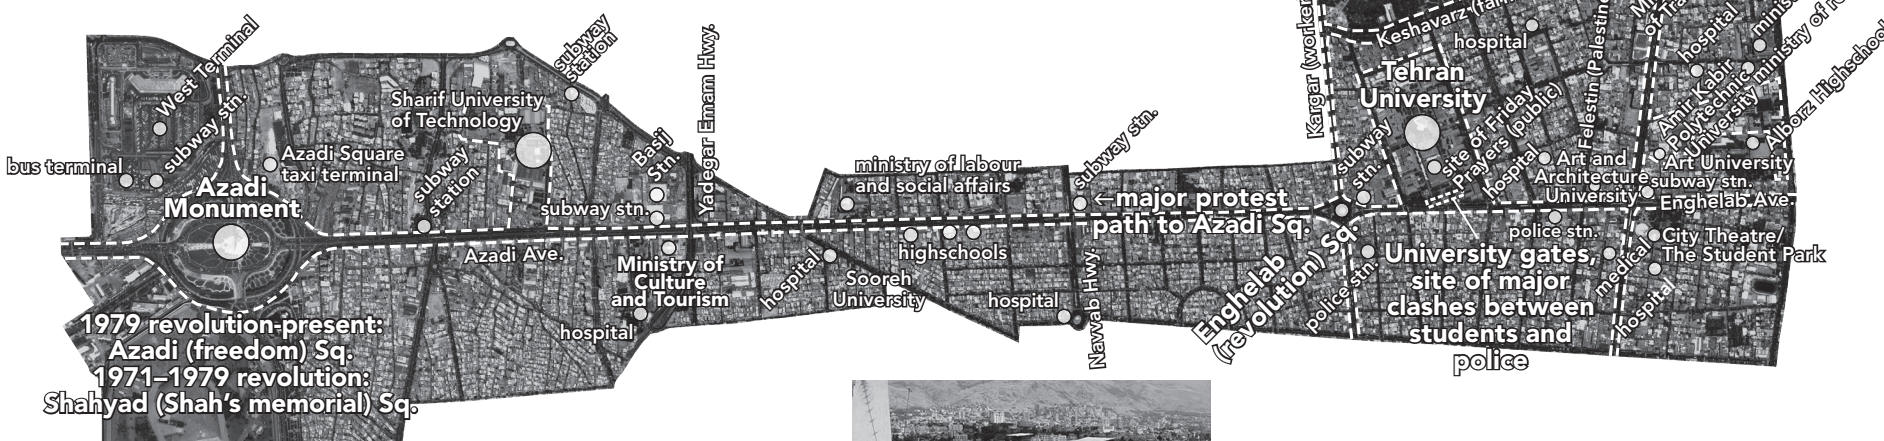 West Terminal
subway stn.
bus terminal
Azadi Square
taxi terminal
Azadi
Monument
1979 revolution-present:
Azadi (freedom) Sq.
1971–1979 revolution:
Shahyad (Shah's memorial) Sq.
Sharif University
of Technology
subway
station
subway
station
Basij
Stn.
subway stn.
Yadegar Emam Hwy.
Azadi Ave.
Ministry of
Culture
and Tourism
hospital
hospital
ministry of labour
and social affairs
highschools
Sooreh
University
hospital
subway stn.
Navvab Hwy.
←major protest
path to Azadi Sq.
Enghelab
(revolution) Sq.
police stn.
Kargar (worker
Keshavarz
hospital
Tehran
University
subway
stn.
site of Friday
Prayers (public)
hospital
Felestin (Palestine
Art and
Architecture
University
police stn.
University gates,
site of major
clashes between
students and
police
medical
hospital
City Theatre/
The Student Park
Enghelab Ave.
subway stn.
Art University
Amir Kabir
Polytechnic
University
hospital
ministry of
Alborz Highschool